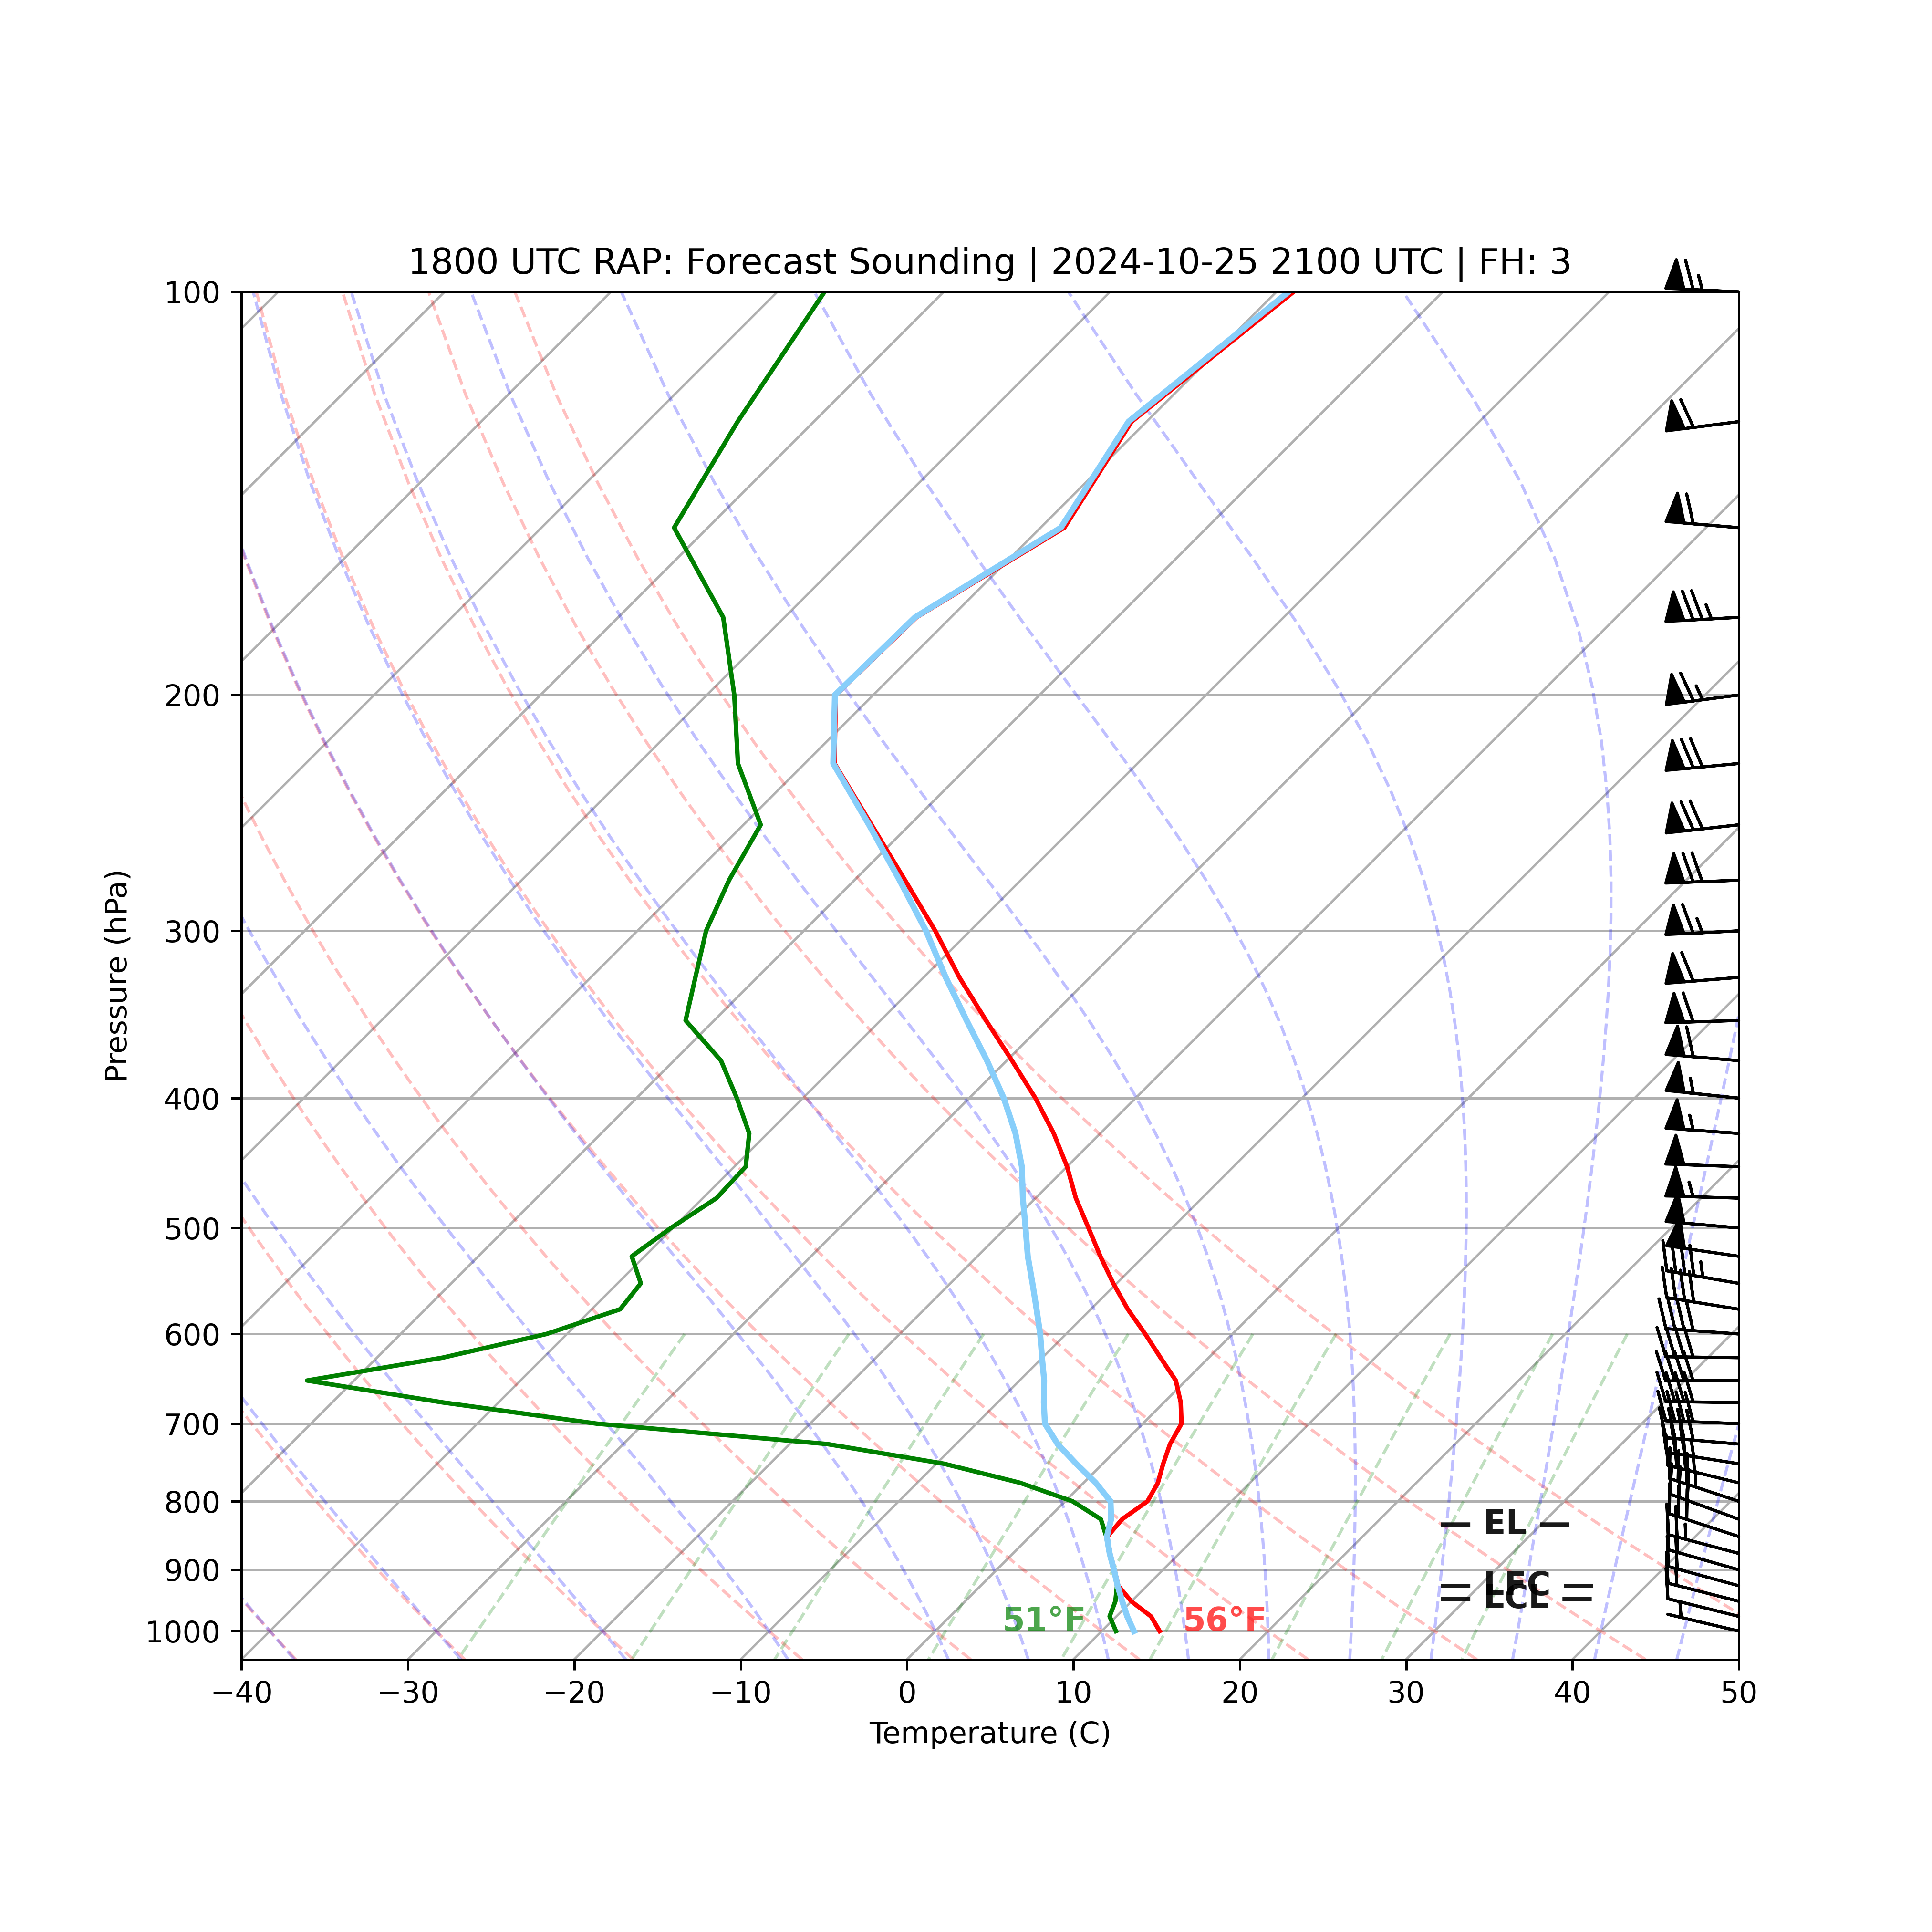 1800 UTC RAP: Forecast Sounding | 2024-10-25 2100 UTC | FH: 3
100
200
300
400
500
600
700
800
900
1000
Pressure (hPa)
— EL —
— LFC —
— LCL —
51°F
56°F
−40
−30
−20
−10
0
10
20
30
40
50
Temperature (C)